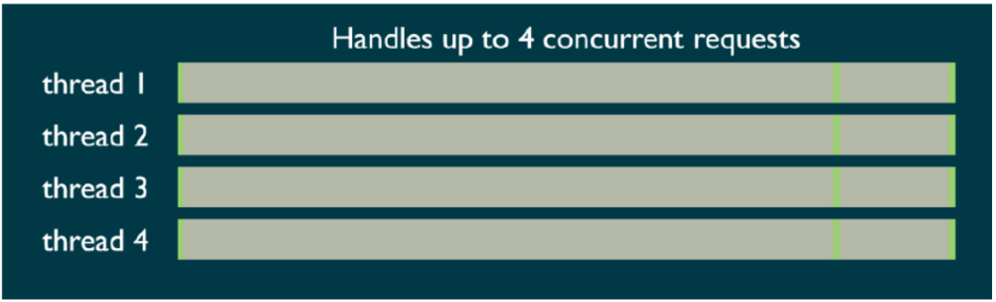 Handles up to 4 concurrent requests
thread 1
thread 2
thread 3
thread 4